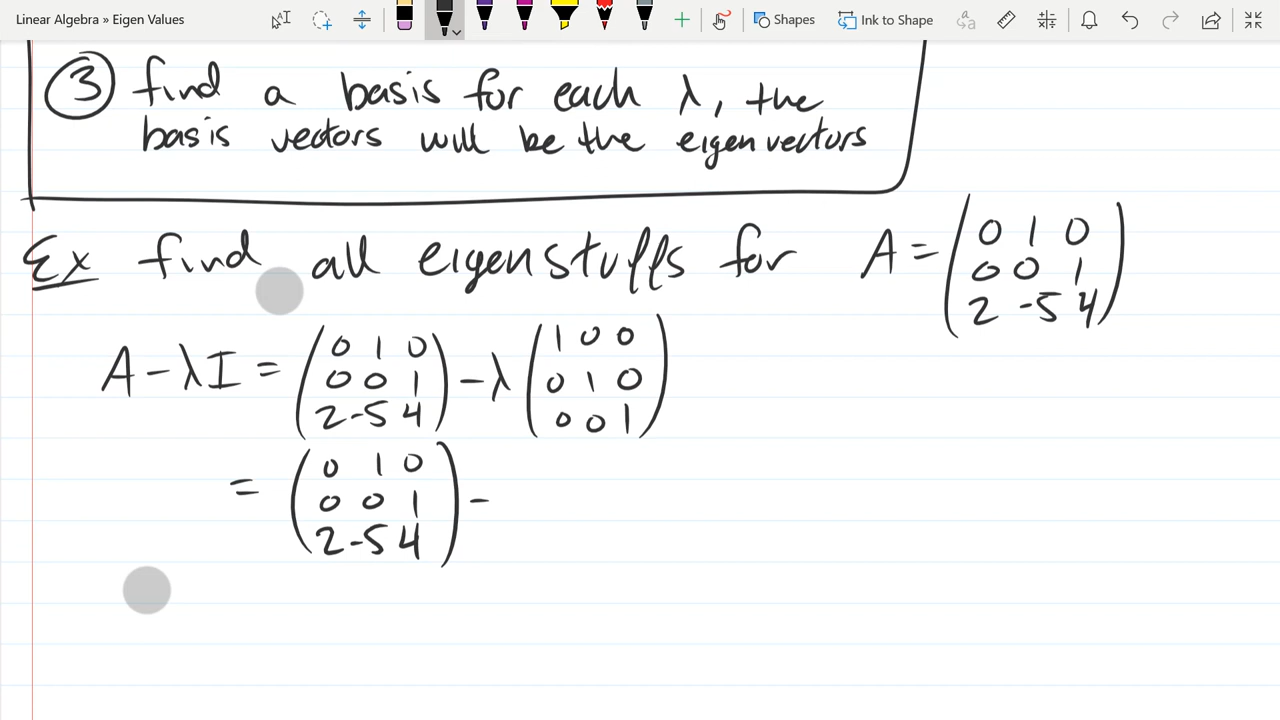 Linear Algebra » Eigen Values
Shapes
Ink to Shape
③ find a basis for each λ, the
basis vectors will be the eigenvectors
Ex find all eigenstuffs for A = (0 1 0
0 0 1
2 -5 4)
A - λI = (0 1 0
0 0 1
2 -5 4) - λ (1 0 0
0 1 0
0 0 1)
= (0 1 0
0 0 1
2 -5 4) -